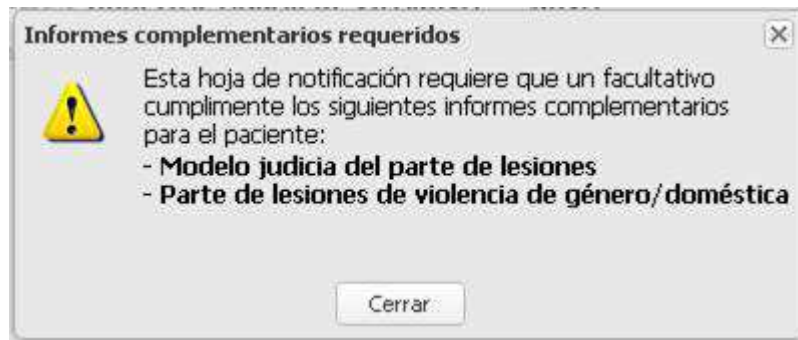 Informes complementarios requeridos
Esta hoja de notificación requiere que un facultativo
cumplimente los siguientes informes complementarios
para el paciente:
- Modelo judicia del parte de lesiones
- Parte de lesiones de violencia de género/doméstica
Cerrar